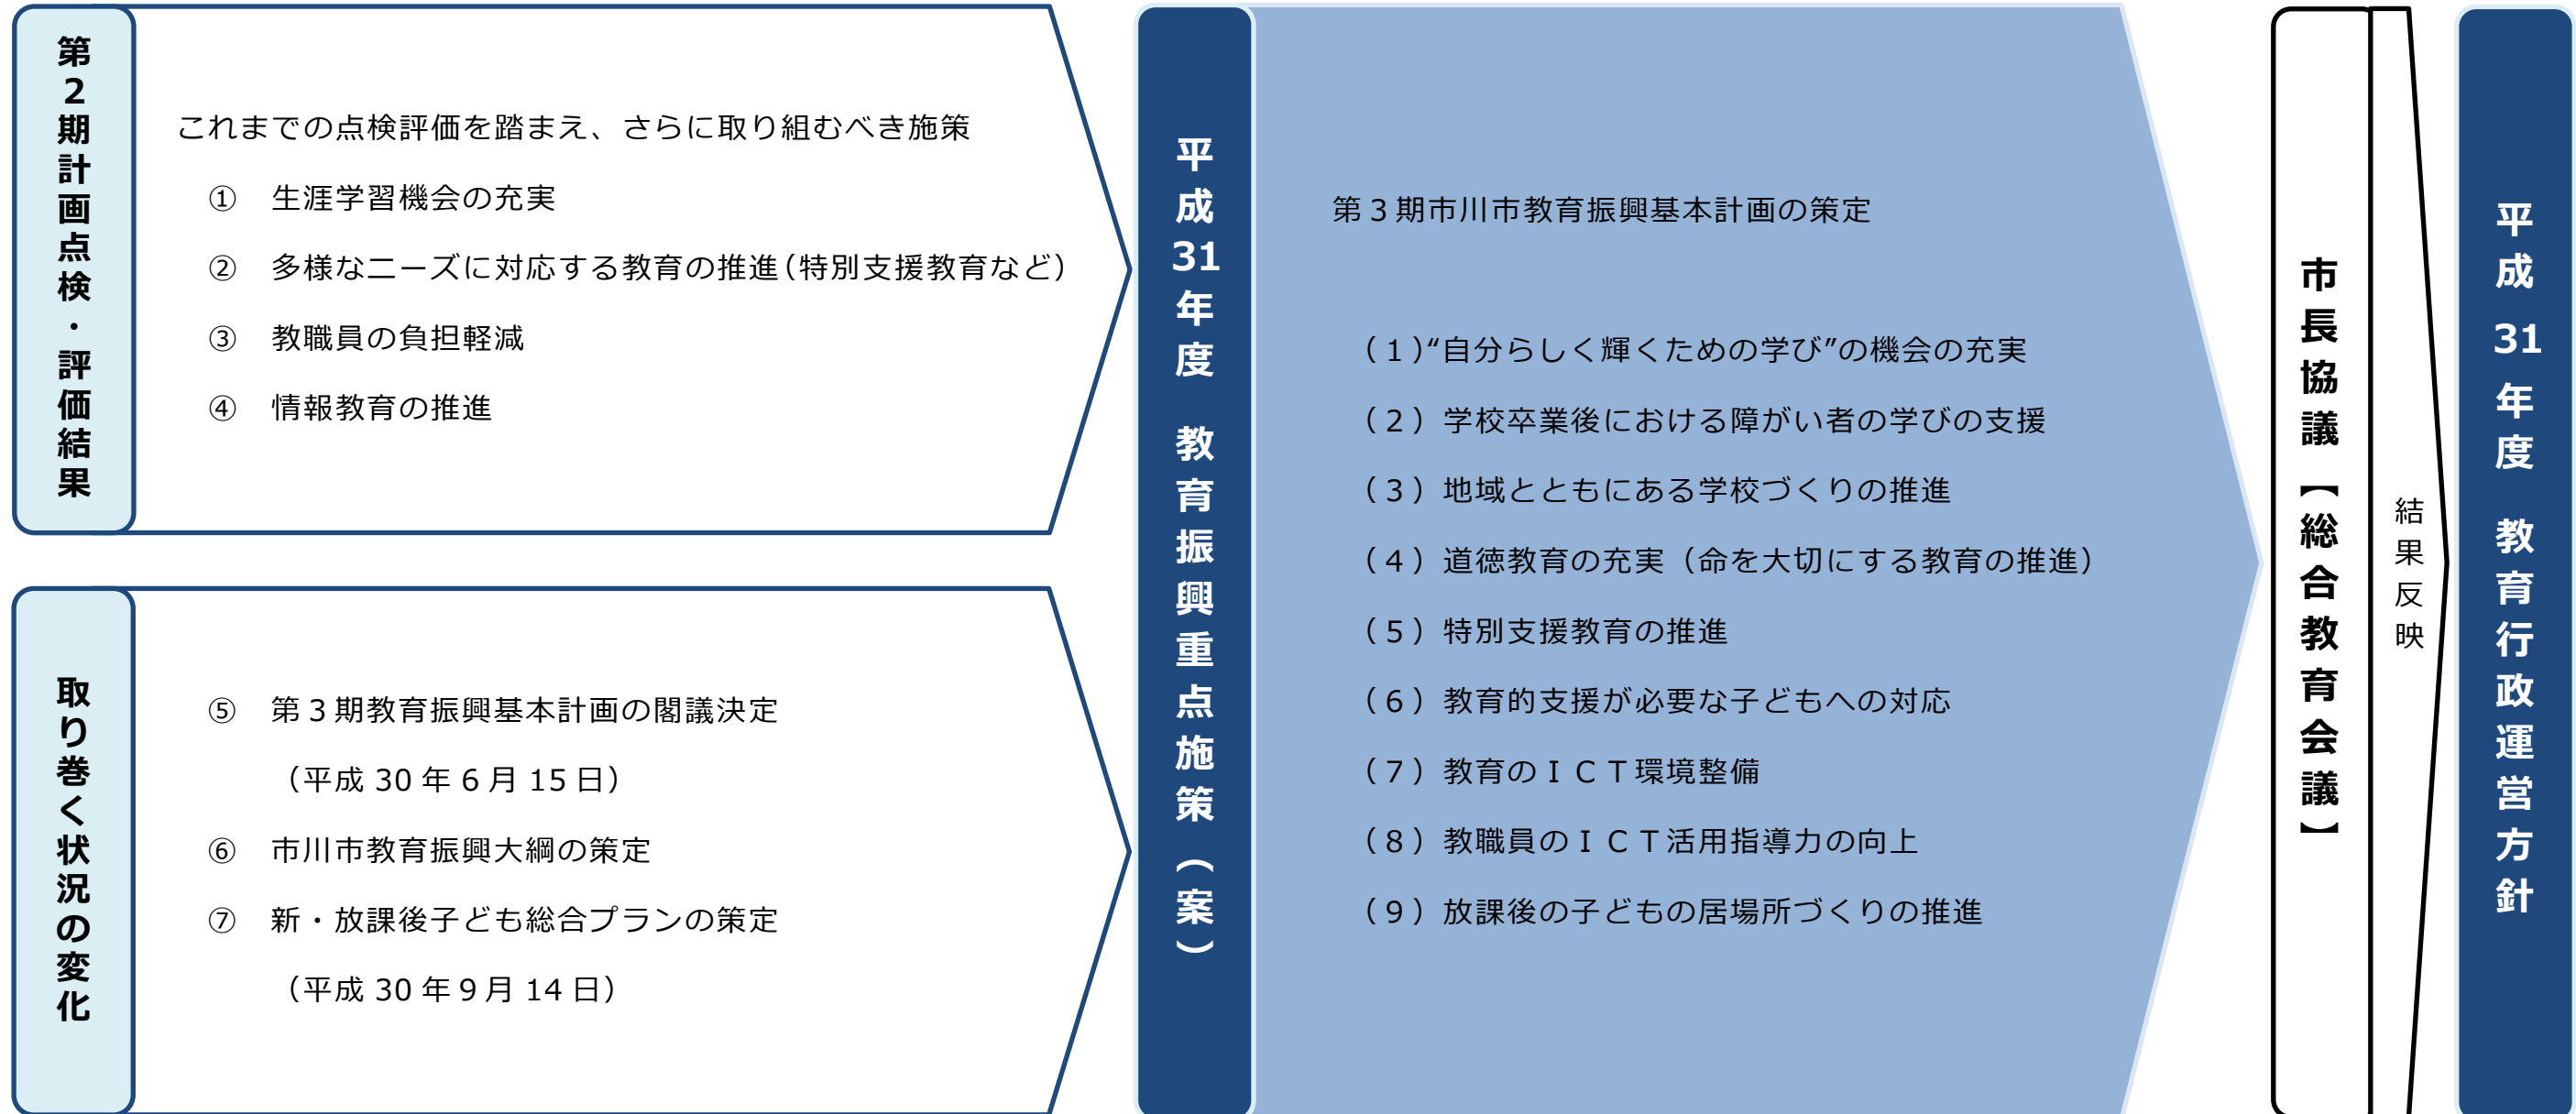 第2期計画点検・評価結果
これまでの点検評価を踏まえ、さらに取り組むべき施策
① 生涯学習機会の充実
② 多様なニーズに対応する教育の推進（特別支援教育など）
③ 教職員の負担軽減
④ 情報教育の推進
取り巻く状況の変化
⑤ 第３期教育振興基本計画の閣議決定
（平成 30 年 6 月 15 日）
⑥ 市川市教育振興大綱の策定
⑦ 新・放課後子ども総合プランの策定
（平成 30 年９月 14 日）
平成31年度 教育振興重点施策（案）
第３期市川市教育振興基本計画の策定
（１）“自分らしく輝くための学び”の機会の充実
（２）学校卒業後における障がい者の学びの支援
（３）地域とともにある学校づくりの推進
（４）道徳教育の充実（命を大切にする教育の推進）
（５）特別支援教育の推進
（６）教育的支援が必要な子どもへの対応
（７）教育のＩＣＴ環境整備
（８）教職員のＩＣＴ活用指導力の向上
（９）放課後の子どもの居場所づくりの推進
市長協議【総合教育会議】
結果反映
平成 31 年度 教育行政運営方針